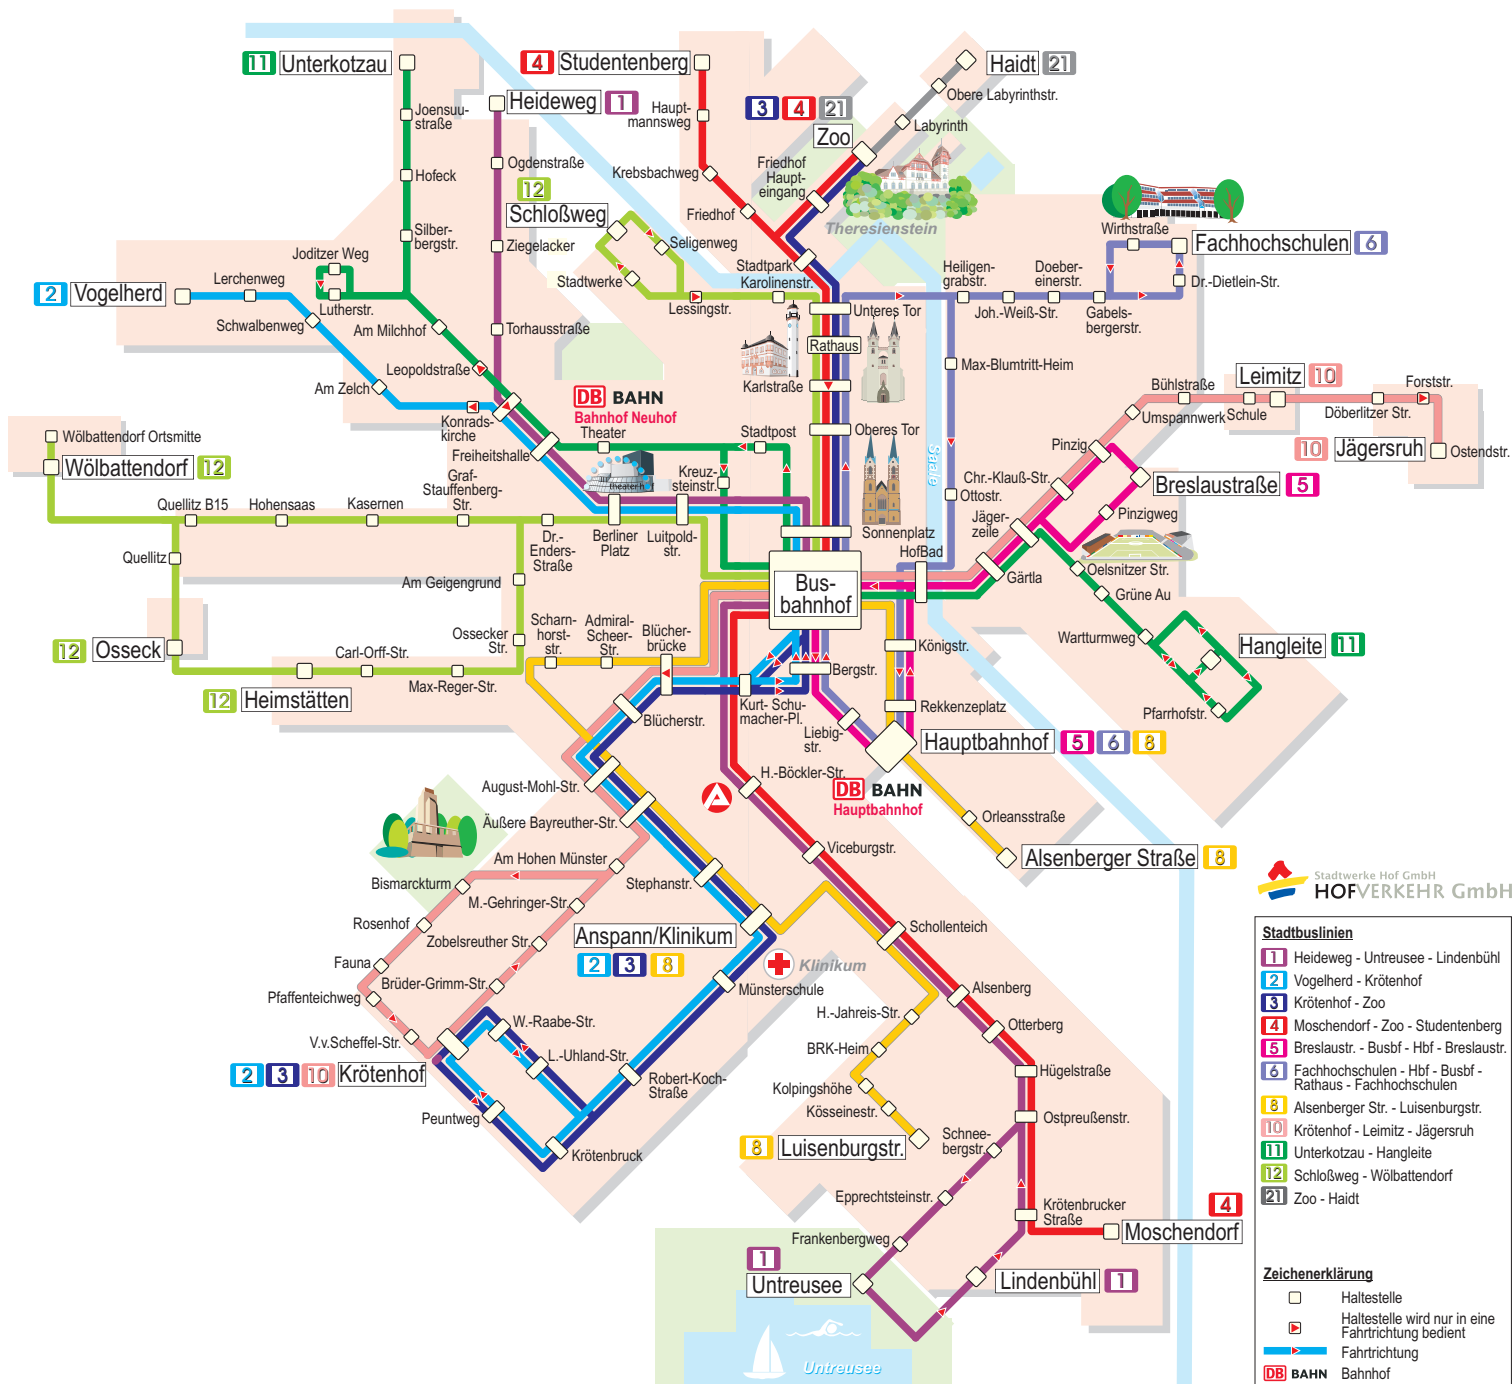 11 Unterkotzau
Joensuu-
straße
Hofeck
Silber-
bergstr.
Joditzer Weg
Lutherstr.
Am Milchhof
Leopoldstraße
Heideweg 1
Ogdenstraße
Ziegelacker
Torhausstraße
12
Schloßweg
Seligenweg
Stadtwerke
Lessingstr.
Karolinenstr.
4 Studentenberg
Haupt-
mannsweg
Krebsbachweg
Friedhof
Stadtpark
3 4 21
Zoo
Friedhof
Haupt-
eingang
Haidt 21
Obere Labyrinthstr.
Labyrinth
Theresienstein
2 Vogelherd
Lerchenweg
Schwalbenweg
Am Zelch
Konrads-
kirche
Freiheitshalle
DB BAHN
Bahnhof Neuhof
Theater
theater hof
Stadtpost
Kreuz-
steinstr.
Berliner
Platz
Luitpold-
str.
Unteres Tor
Rathaus
Karlstraße
Oberes Tor
Sonnenplatz
Saale
Heiligen-
grabstr.
Joh.-Weiß-Str.
Doeber-
einerstr.
Gabels-
bergerstr.
Wirthstraße
Fachhochschulen 6
Dr.-Dietlein-Str.
Max-Blumtritt-Heim
Ottostr.
HofBad
Leimitz 10
Bühlstraße
Umspannwerk
Schule
Döberlitzer Str.
Forststr.
10 Jägersruh
Ostendstr.
Pinzig
Chr.-Klauß-Str.
Jäger-
zeile
Gärtla
Breslaustraße 5
Pinzigweg
Oelsnitzer Str.
Grüne Au
Wartturmweg
Hangleite 11
Pfarrhofstr.
Wölbattendorf Ortsmitte
Wölbattendorf 12
Quellitz B15
Hohensaas
Kasernen
Graf-
Stauffenberg-
Str.
Dr.-
Enders-
Straße
Quellitz
Am Geigengrund
12 Osseck
Ossecker
Str.
Carl-Orff-Str.
Max-Reger-Str.
12 Heimstätten
Scharn-
horst-
str.
Admiral-
Scheer-
Str.
Blücher-
brücke
Blücherstr.
Bus-
bahnhof
Bergstr.
Kurt- Schu-
macher-Pl.
Liebig-
str.
Königstr.
Rekkenzeplatz
Hauptbahnhof 5 6 8
DB BAHN
Hauptbahnhof
Orleansstraße
Alsenberger Straße 8
H.-Böckler-Str.
Viceburgstr.
Schollenteich
Alsenberg
Otterberg
Hügelstraße
Ostpreußenstr.
Schnee-
bergstr.
Epprechtsteinstr.
Frankenbergweg
Krötenbrucker
Straße
4
Moschendorf
1
Untreusee
Lindenbühl 1
Untreusee
August-Mohl-Str.
Äußere Bayreuther-Str.
Am Hohen Münster
Bismarckturm
M.-Gehringer-Str.
Rosenhof
Zobelsreuther Str.
Fauna
Brüder-Grimm-Str.
Pfaffenteichweg
V.v.Scheffel-Str.
2 3 10 Krötenhof
Stephanstr.
Anspann/Klinikum
2 3 8
Klinikum
Münsterschule
W.-Raabe-Str.
L.-Uhland-Str.
Robert-Koch-
Straße
Peuntweg
Krötenbruck
H.-Jahreis-Str.
BRK-Heim
Kolpingshöhe
Kösseinestr.
8 Luisenburgstr.
Stadtwerke Hof GmbH
HOFVERKEHR GmbH
Stadtbuslinien
1 Heideweg - Untreusee - Lindenbühl
2 Vogelherd - Krötenhof
3 Krötenhof - Zoo
4 Moschendorf - Zoo - Studentenberg
5 Breslaustr. - Busbf - Hbf - Breslaustr.
6 Fachhochschulen - Hbf - Busbf -
Rathaus - Fachhochschulen
8 Alsenberger Str. - Luisenburgstr.
10 Krötenhof - Leimitz - Jägersruh
11 Unterkotzau - Hangleite
12 Schloßweg - Wölbattendorf
21 Zoo - Haidt
Zeichenerklärung
Haltestelle
Haltestelle wird nur in eine
Fahrtrichtung bedient
Fahrtrichtung
DB BAHN Bahnhof